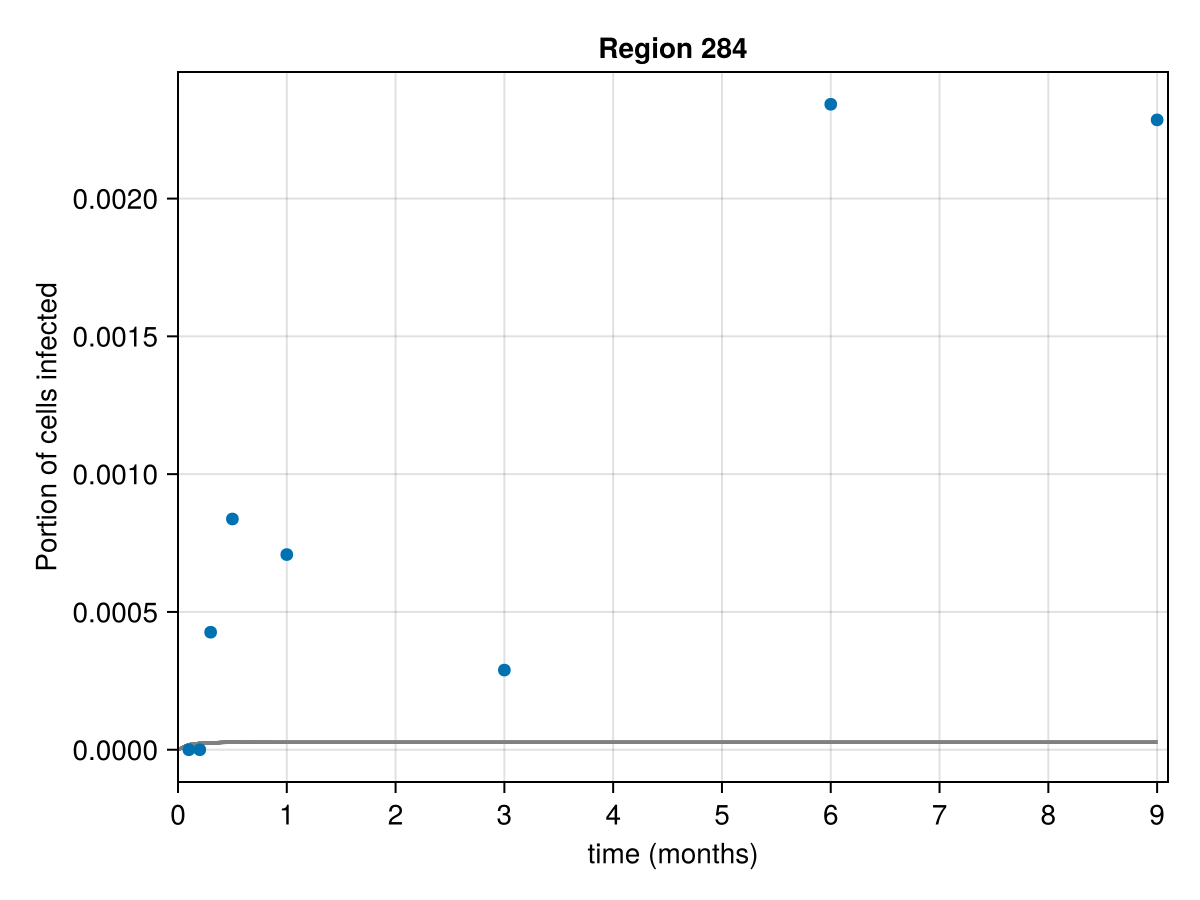 Region 284
Portion of cells infected
0.0020
0.0015
0.0010
0.0005
0.0000
0 1 2 3 4 5 6 7 8 9
time (months)